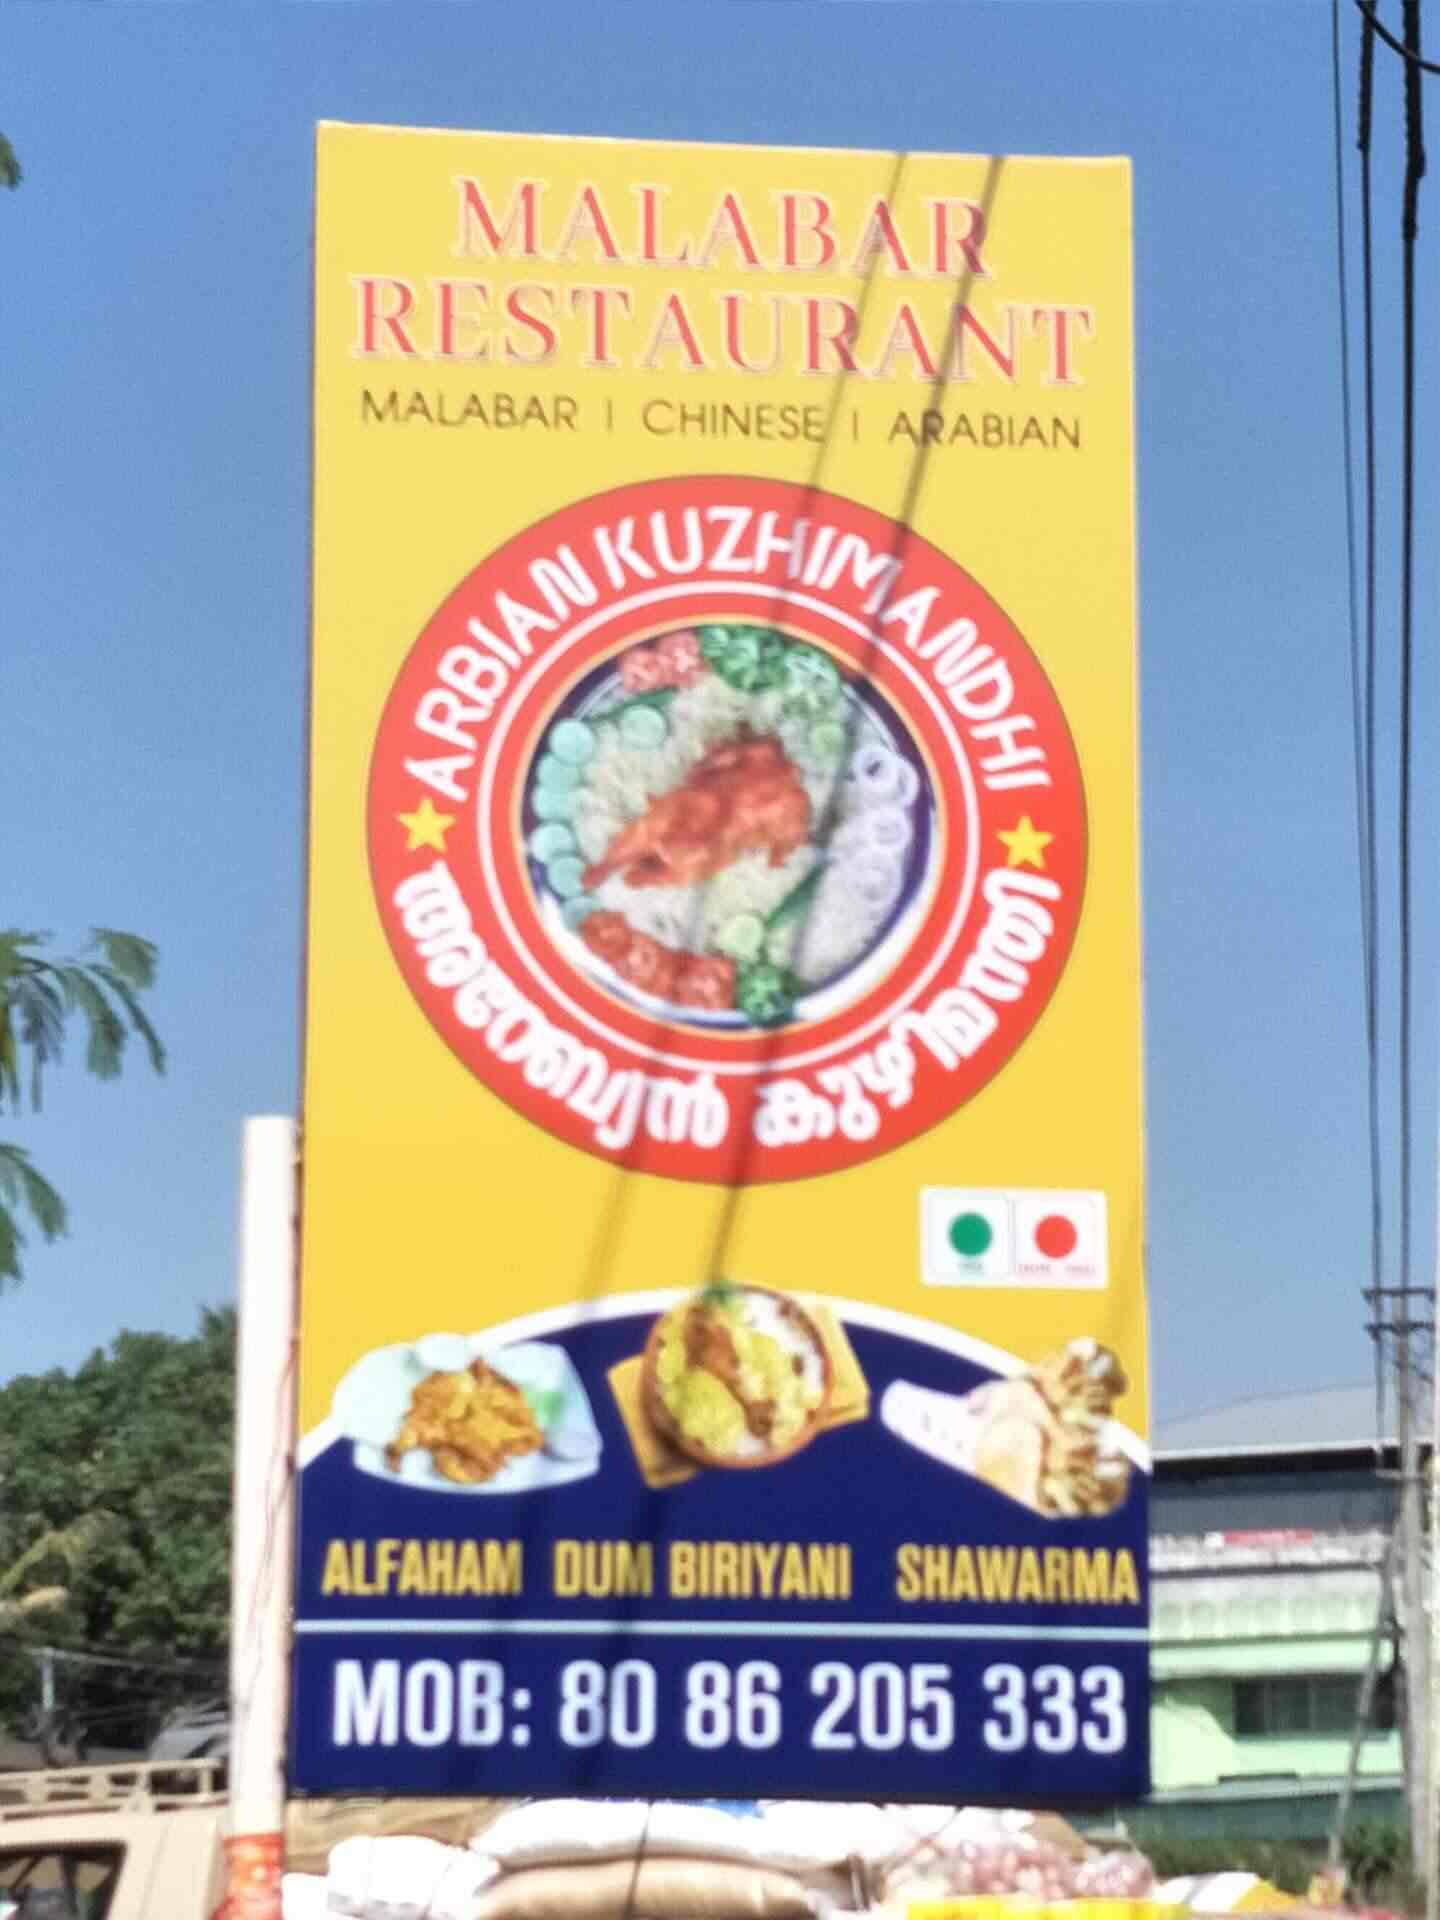 MALABAR
RESTAURANT
MALABAR | CHINESE | ARABIAN
ARBIAN KUZHIMANDHI
അറേബ്യൻ കുഴിമന്തി
ALFAHAM DUM BIRIYANI SHAWARMA
MOB: 80 86 205 333